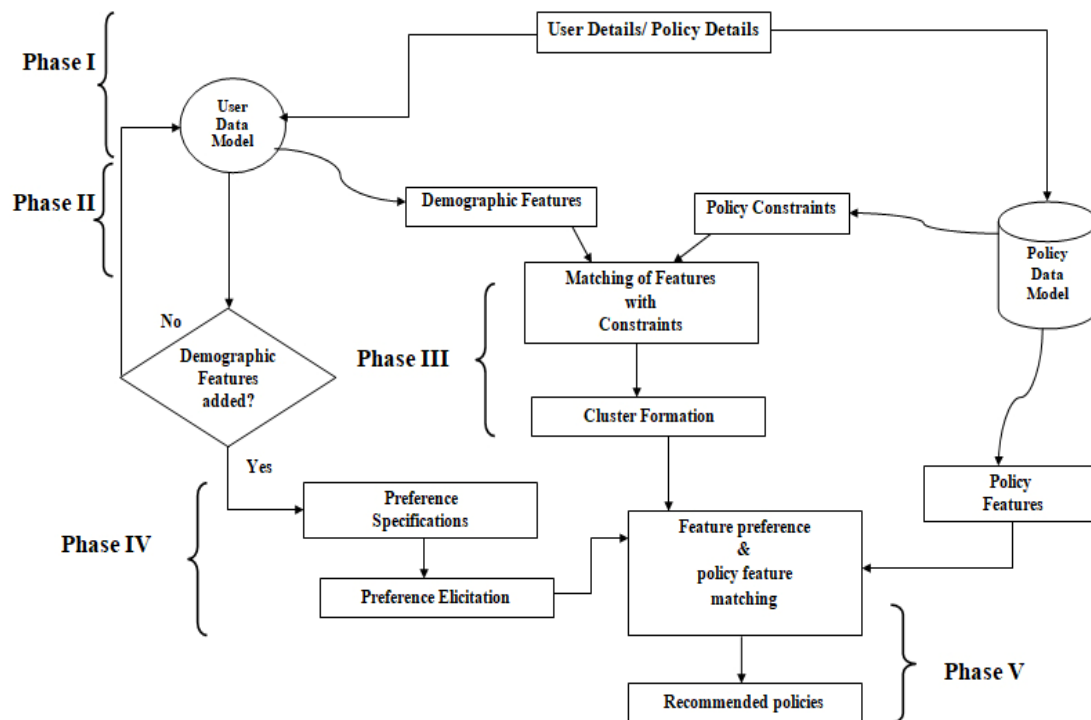 User Details/ Policy Details
Phase I
User
Data
Model
Phase II
Demographic Features
Policy Constraints
Policy
Data
Model
Matching of Features
with
Constraints
No
Phase III
Demographic
Features
added?
Cluster Formation
Yes
Policy
Features
Preference
Specifications
Phase IV
Feature preference
&
policy feature
matching
Preference Elicitation
Phase V
Recommended policies